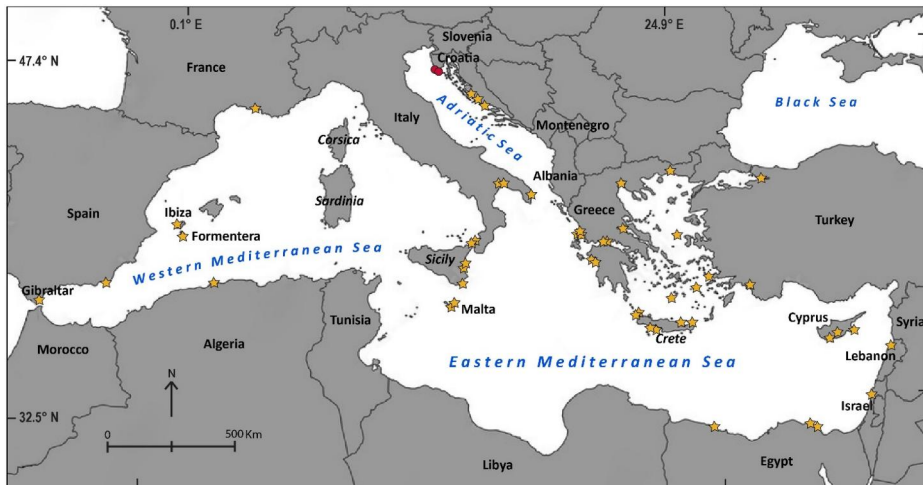 0.1° E
24.9° E
Slovenia
47.4° N
Croatia
France
Black Sea
Adriatic Sea
Italy
Montenegro
Corsica
Albania
Sardinia
Spain
Ibiza
Greece
Turkey
Formentera
Western Mediterranean Sea
Sicily
Gibraltar
Malta
Cyprus
Syria
Tunisia
Morocco
Algeria
Crete
Lebanon
Eastern Mediterranean Sea
N
Israel
32.5° N
0
500 Km
Libya
Egypt